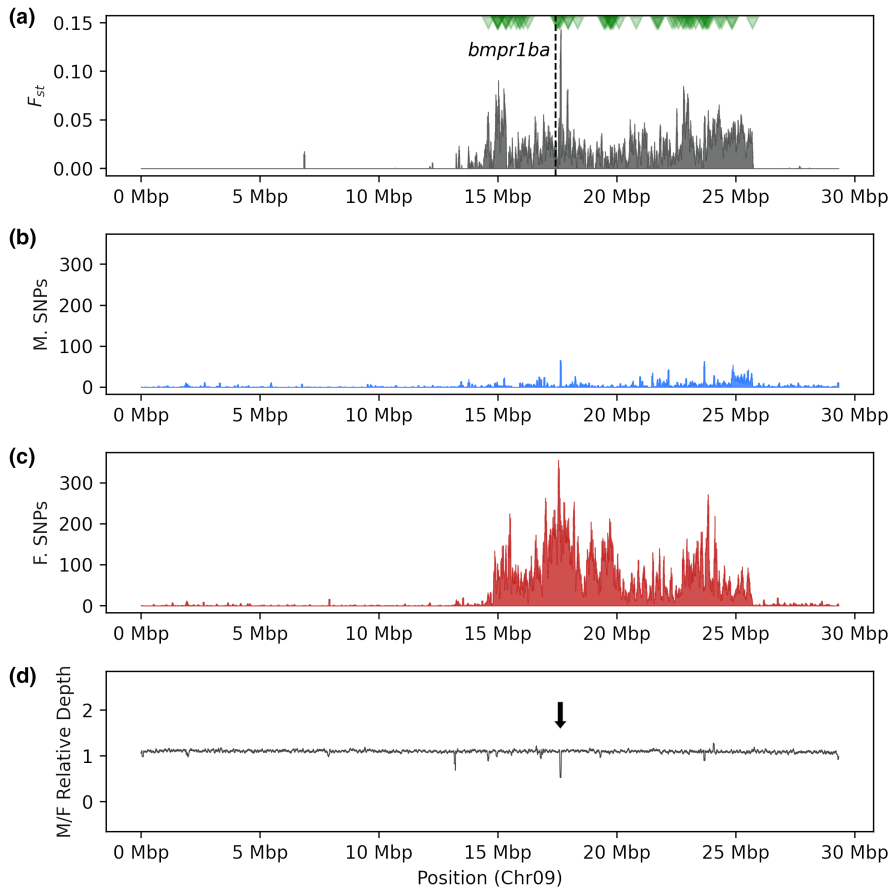 (a)
0.15
bmpr1ba
0.10
0.05
0.00
Fst
0 Mbp 5 Mbp 10 Mbp 15 Mbp 20 Mbp 25 Mbp 30 Mbp
(b)
300
200
100
0
M. SNPs
0 Mbp 5 Mbp 10 Mbp 15 Mbp 20 Mbp 25 Mbp 30 Mbp
(c)
300
200
100
0
F. SNPs
0 Mbp 5 Mbp 10 Mbp 15 Mbp 20 Mbp 25 Mbp 30 Mbp
(d)
2
1
0
M/F Relative Depth
0 Mbp 5 Mbp 10 Mbp 15 Mbp 20 Mbp 25 Mbp 30 Mbp
Position (Chr09)